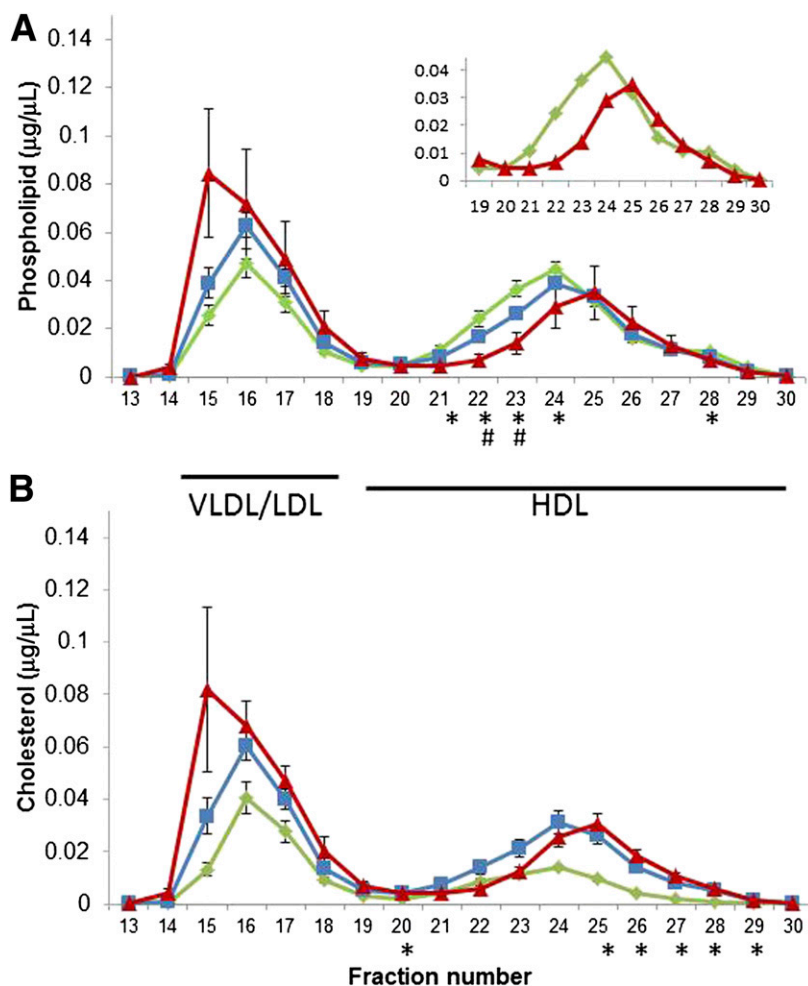 A
Phospholipid (µg/µL)
0.14
0.12
0.1
0.08
0.06
0.04
0.02
0
13 14 15 16 17 18 19 20 21 22 23 24 25 26 27 28 29 30
* * * * *
# #
0.04
0.03
0.02
0.01
0
19 20 21 22 23 24 25 26 27 28 29 30
B
VLDL/LDL HDL
Cholesterol (µg/µL)
0.14
0.12
0.1
0.08
0.06
0.04
0.02
0
13 14 15 16 17 18 19 20 21 22 23 24 25 26 27 28 29 30
* * * * * *
Fraction number